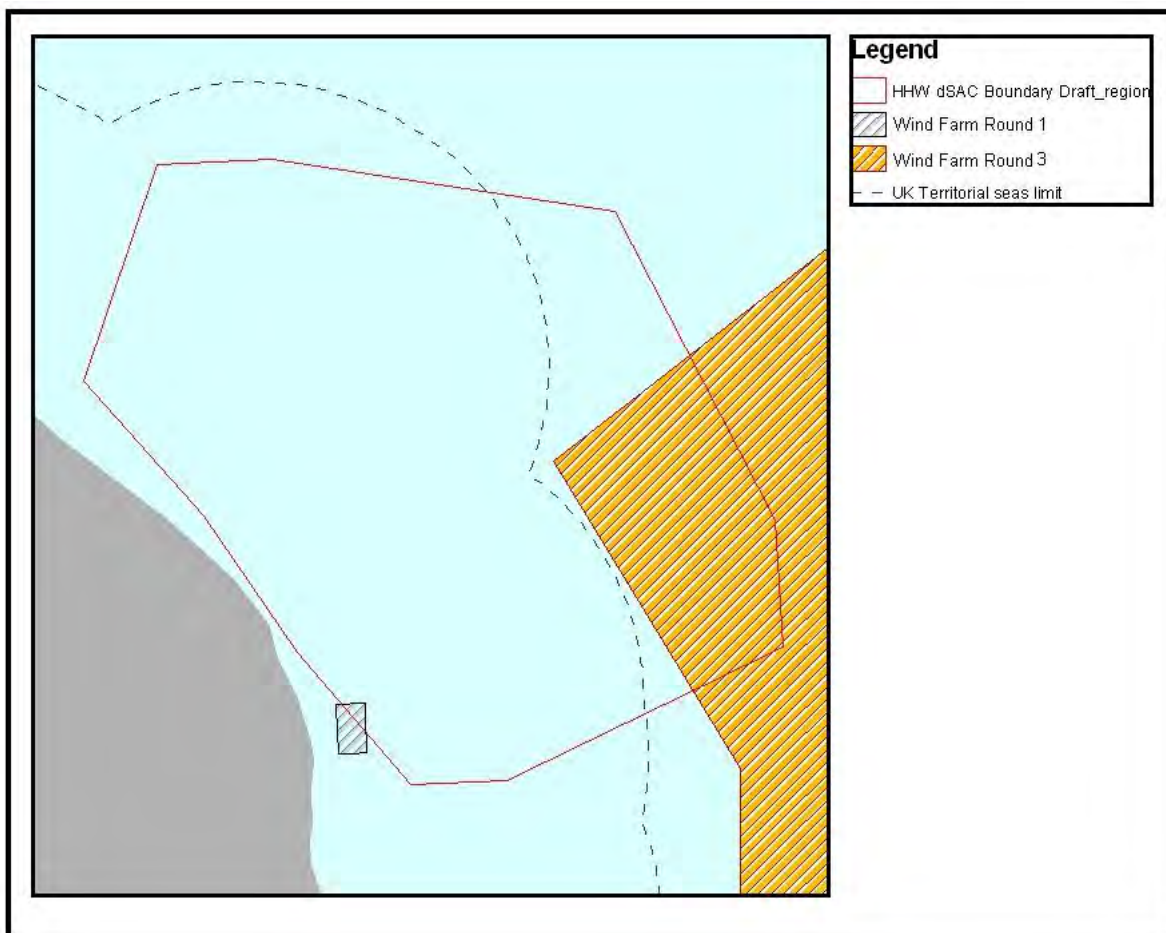 Legend
HHW dSAC Boundary Draft_region
Wind Farm Round 1
Wind Farm Round 3
UK Territorial seas limit